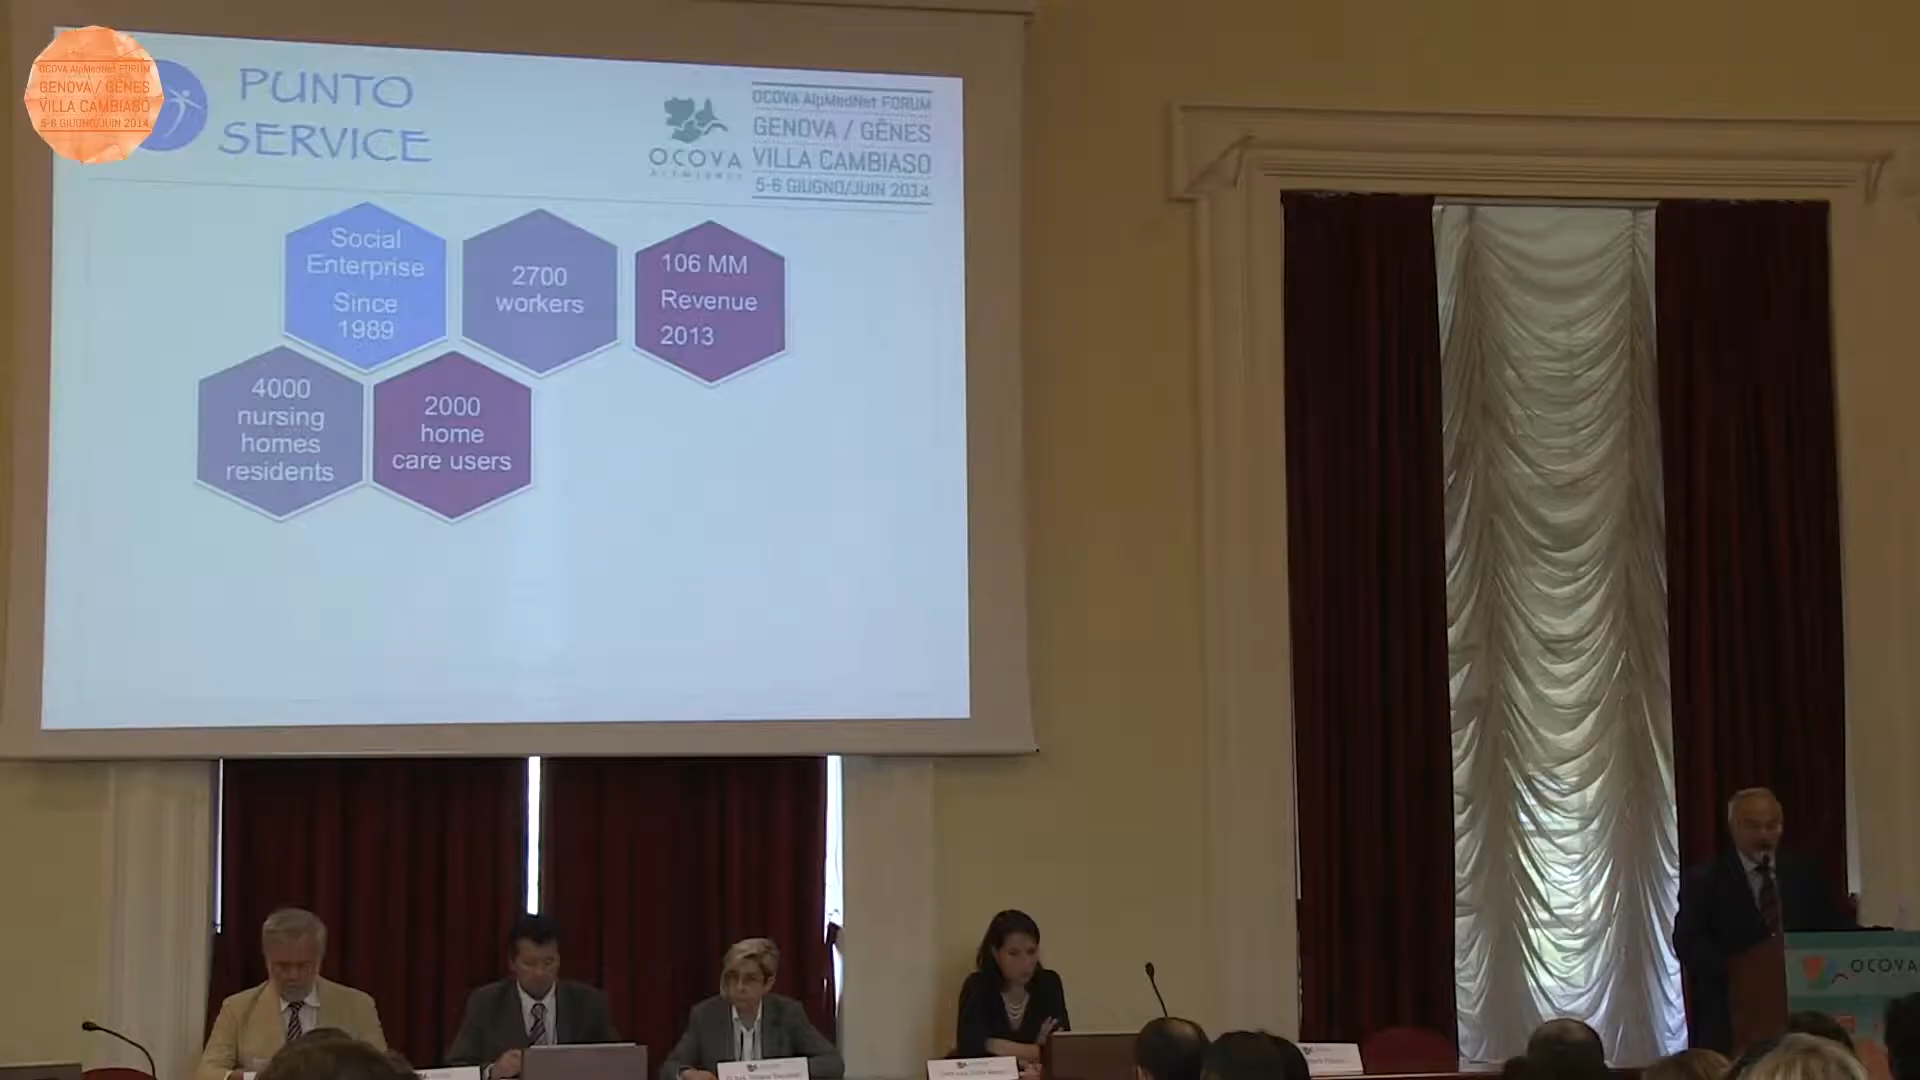 OCOVA AlpMedNet FORUM
GENOVA / GÊNES
VILLA CAMBIASO
5-6 GIUGNO/JUIN 2014
PUNTO
SERVICE
OCOVA
ALPMEDNET
OCOVA AlpMedNet FORUM
GENOVA / GÊNES
VILLA CAMBIASO
5-6 GIUGNO/JUIN 2014
Social
Enterprise
Since
1989
2700
workers
106 MM
Revenue
2013
4000
nursing
homes
residents
2000
home
care users
OCOVA